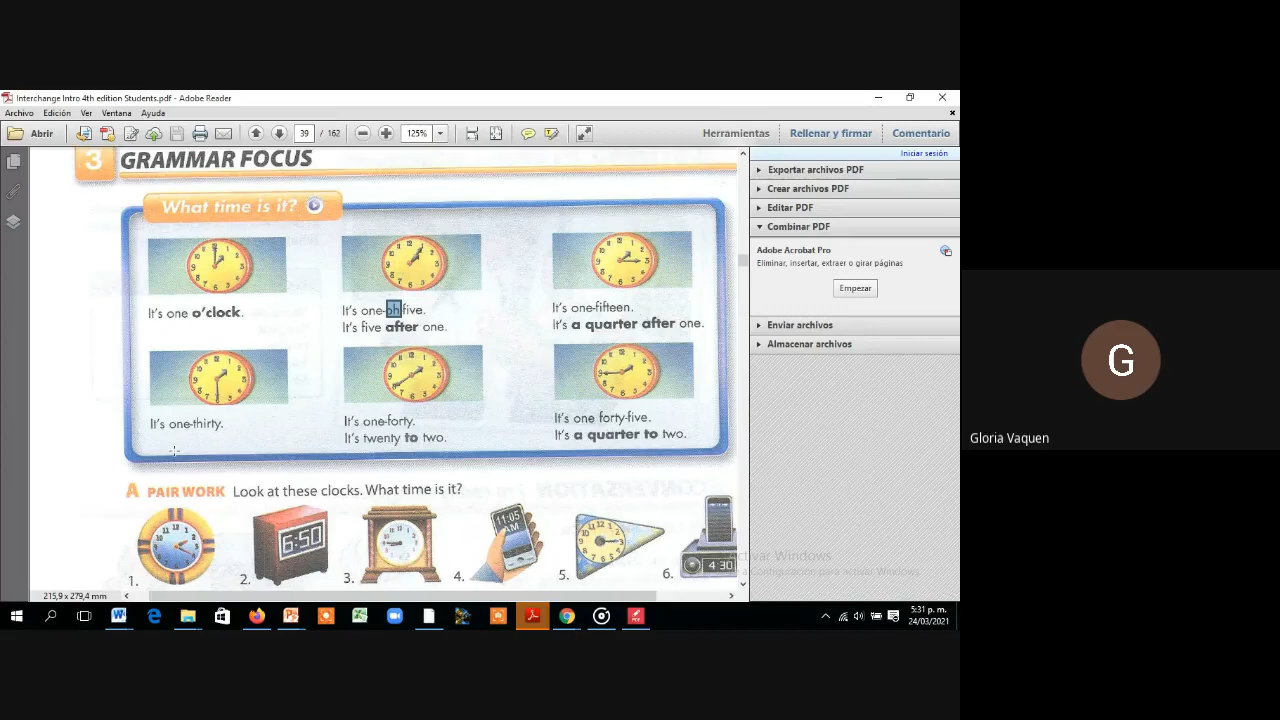 Interchange Intro 4th edition Students.pdf - Adobe Reader
Archivo Edición Ver Ventana Ayuda
Abrir 39 / 162 125% Herramientas Rellenar y firmar Comentario
Iniciar sesión
3 GRAMMAR FOCUS
What time is it?
It's one o'clock.
It's one-oh-five.
It's five after one.
It's one-fifteen.
It's a quarter after one.
It's one-thirty.
It's one-forty.
It's twenty to two.
It's one forty-five.
It's a quarter to two.
A PAIR WORK Look at these clocks. What time is it?
1.
2. 6:50
3.
4. 11:05 AM
5.
6. 4:30
Exportar archivos PDF
Crear archivos PDF
Editar PDF
Combinar PDF
Adobe Acrobat Pro
Eliminar, insertar, extraer o girar páginas
Empezar
Enviar archivos
Almacenar archivos
Activar Windows
a Configuración para activar Windows.
215,9 x 279,4 mm
5:31 p. m.
24/03/2021
G
Gloria Vaquen